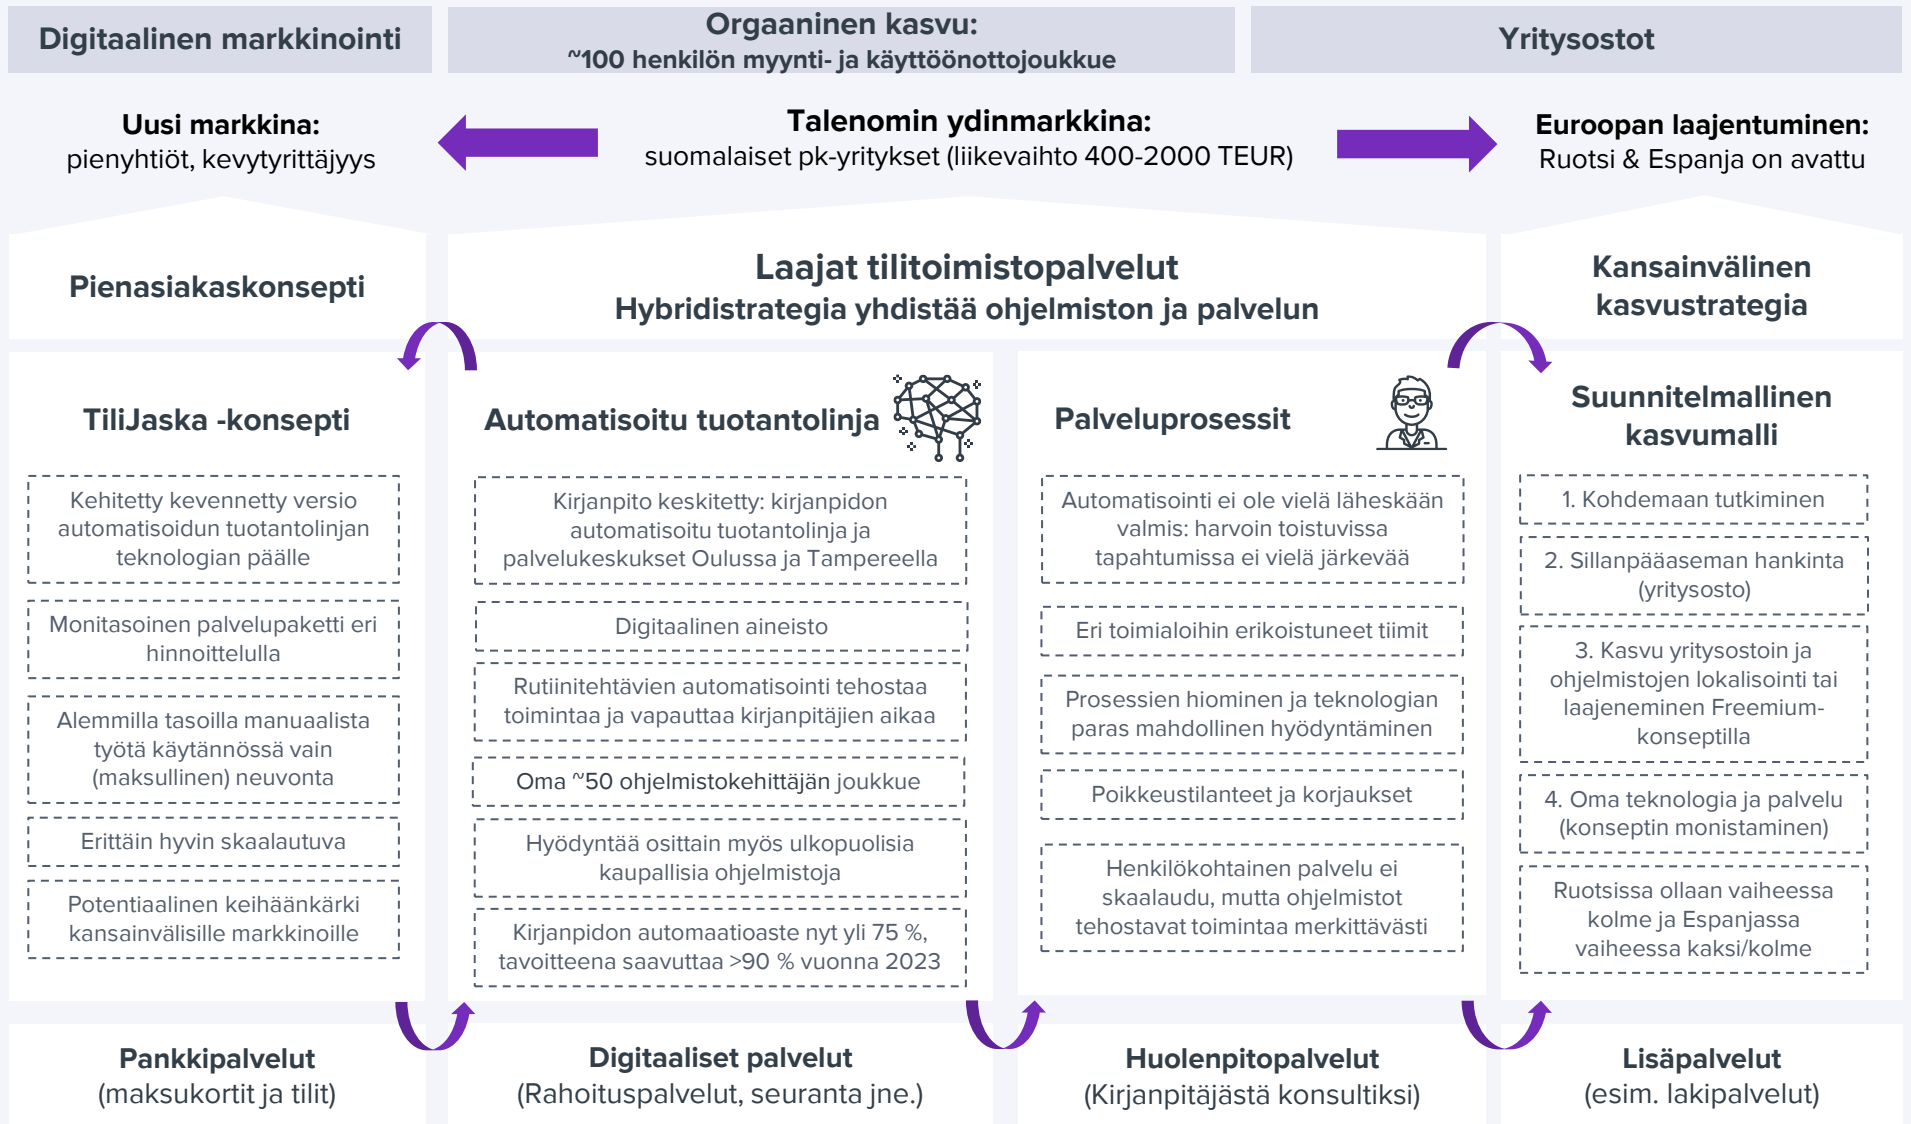 Digitaalinen markkinointi
Orgaaninen kasvu:
~100 henkilön myynti- ja käyttöönottojoukkue
Yritysostot
Uusi markkina:
pienyhtiöt, kevytyrittäjyys
Talenomin ydinmarkkina:
suomalaiset pk-yritykset (liikevaihto 400-2000 TEUR)
Euroopan laajentuminen:
Ruotsi & Espanja on avattu
Pienasiakaskonsepti
Laajat tilitoimistopalvelut
Hybridistrategia yhdistää ohjelmiston ja palvelun
Kansainvälinen
kasvustrategia
TiliJaska -konsepti
Kehitetty kevennetty versio
automatisoidun tuotantolinjan
teknologian päälle
Monitasoinen palvelupaketti eri
hinnoittelulla
Alemmilla tasoilla manuaalista
työtä käytännössä vain
(maksullinen) neuvonta
Erittäin hyvin skaalautuva
Potentiaalinen keihäänkärki
kansainvälisille markkinoille
Automatisoitu tuotantolinja
Kirjanpito keskitetty: kirjanpidon
automatisoitu tuotantolinja ja
palvelukeskukset Oulussa ja Tampereella
Digitaalinen aineisto
Rutiinitehtävien automatisointi tehostaa
toimintaa ja vapauttaa kirjanpitäjien aikaa
Oma ~50 ohjelmistokehittäjän joukkue
Hyödyntää osittain myös ulkopuolisia
kaupallisia ohjelmistoja
Kirjanpidon automaatioaste nyt yli 75 %,
tavoitteena saavuttaa >90 % vuonna 2023
Palveluprosessit
Automatisointi ei ole vielä läheskään
valmis: harvoin toistuvissa
tapahtumissa ei vielä järkevää
Eri toimialoihin erikoistuneet tiimit
Prosessien hiominen ja teknologian
paras mahdollinen hyödyntäminen
Poikkeustilanteet ja korjaukset
Henkilökohtainen palvelu ei
skaalaudu, mutta ohjelmistot
tehostavat toimintaa merkittävästi
Suunnitelmallinen
kasvumalli
1. Kohdemaan tutkiminen
2. Sillanpääaseman hankinta
(yritysosto)
3. Kasvu yritysostoin ja
ohjelmistojen lokalisointi tai
laajeneminen Freemium-
konseptilla
4. Oma teknologia ja palvelu
(konseptin monistaminen)
Ruotsissa ollaan vaiheessa
kolme ja Espanjassa
vaiheessa kaksi/kolme
Pankkipalvelut
(maksukortit ja tilit)
Digitaaliset palvelut
(Rahoituspalvelut, seuranta jne.)
Huolenpitopalvelut
(Kirjanpitäjästä konsultiksi)
Lisäpalvelut
(esim. lakipalvelut)